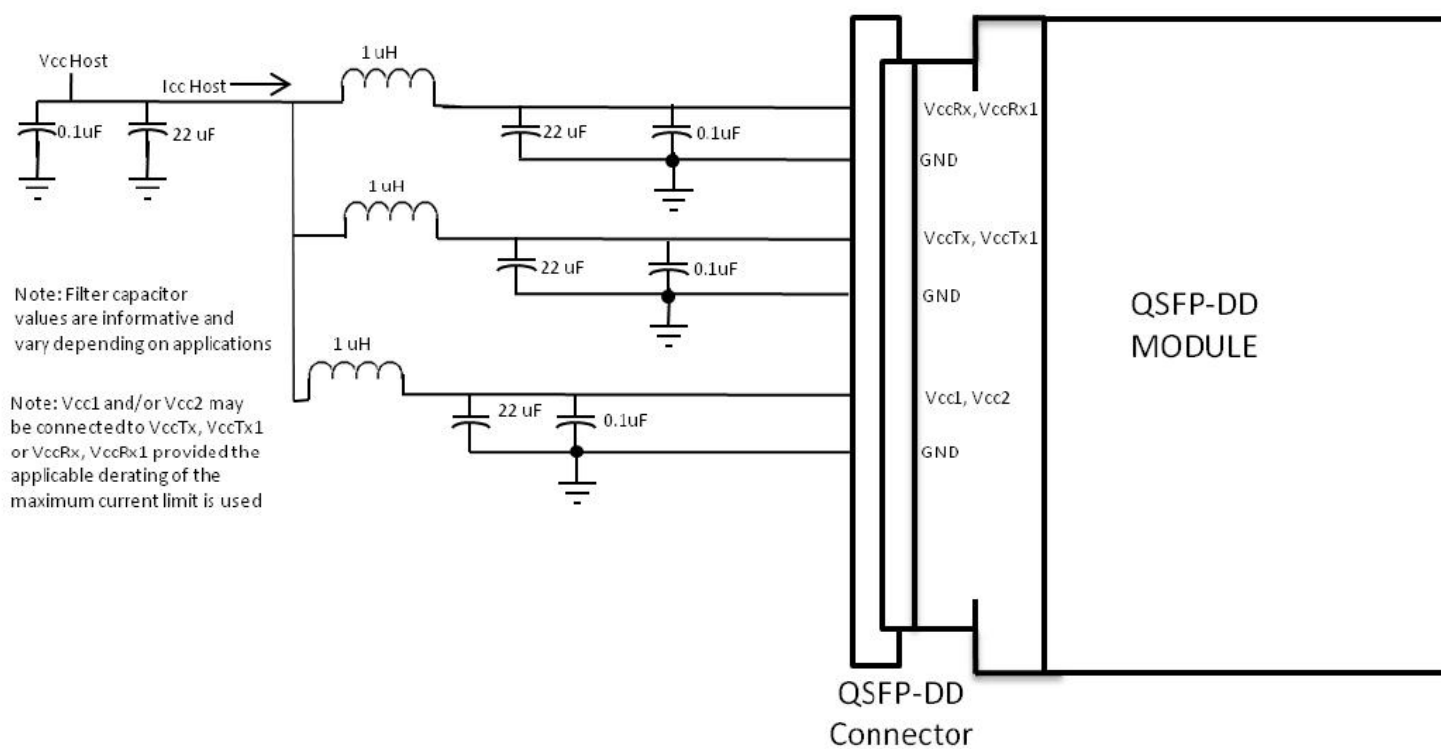 Vcc Host
Icc Host
0.1uF
22 uF
1 uH
22 uF
0.1uF
VccRx, VccRx1
GND
1 uH
22 uF
0.1uF
VccTx, VccTx1
GND
Note: Filter capacitor
values are informative and
vary depending on applications
1 uH
22 uF
0.1uF
Vcc1, Vcc2
GND
Note: Vcc1 and/or Vcc2 may
be connected to VccTx, VccTx1
or VccRx, VccRx1 provided the
applicable derating of the
maximum current limit is used
QSFP-DD
MODULE
QSFP-DD
Connector